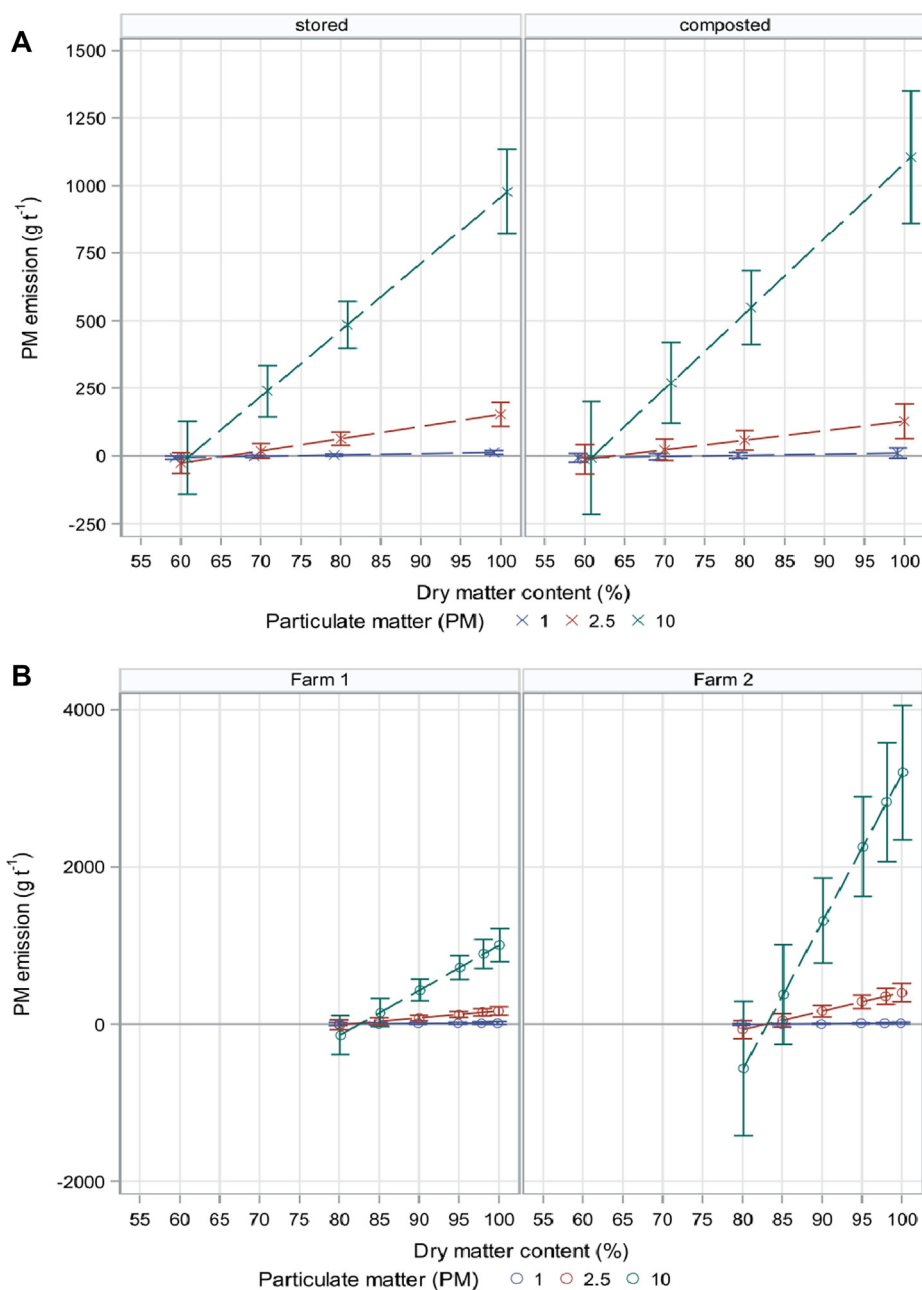 A
stored composted
1500
1250
1000
750
500
250
0
-250
PM emission (g t⁻¹)
55 60 65 70 75 80 85 90 95 100 55 60 65 70 75 80 85 90 95 100
Dry matter content (%)
Particulate matter (PM) 1 2.5 10
B
Farm 1 Farm 2
4000
2000
0
-2000
PM emission (g t⁻¹)
55 60 65 70 75 80 85 90 95 100 55 60 65 70 75 80 85 90 95 100
Dry matter content (%)
Particulate matter (PM) 1 2.5 10